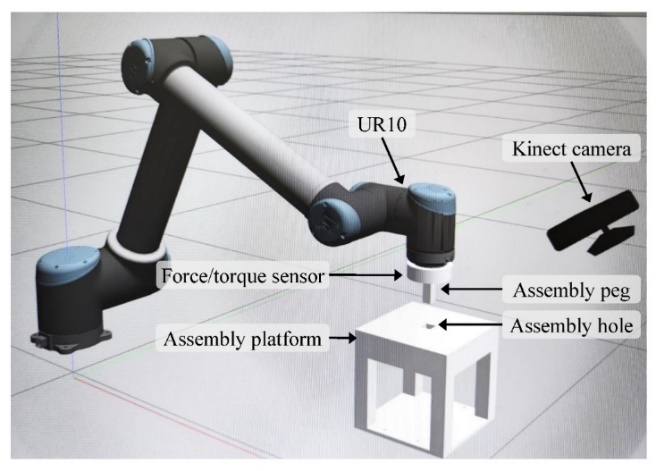 UR10
Kinect camera
Force/torque sensor
Assembly peg
Assembly hole
Assembly platform